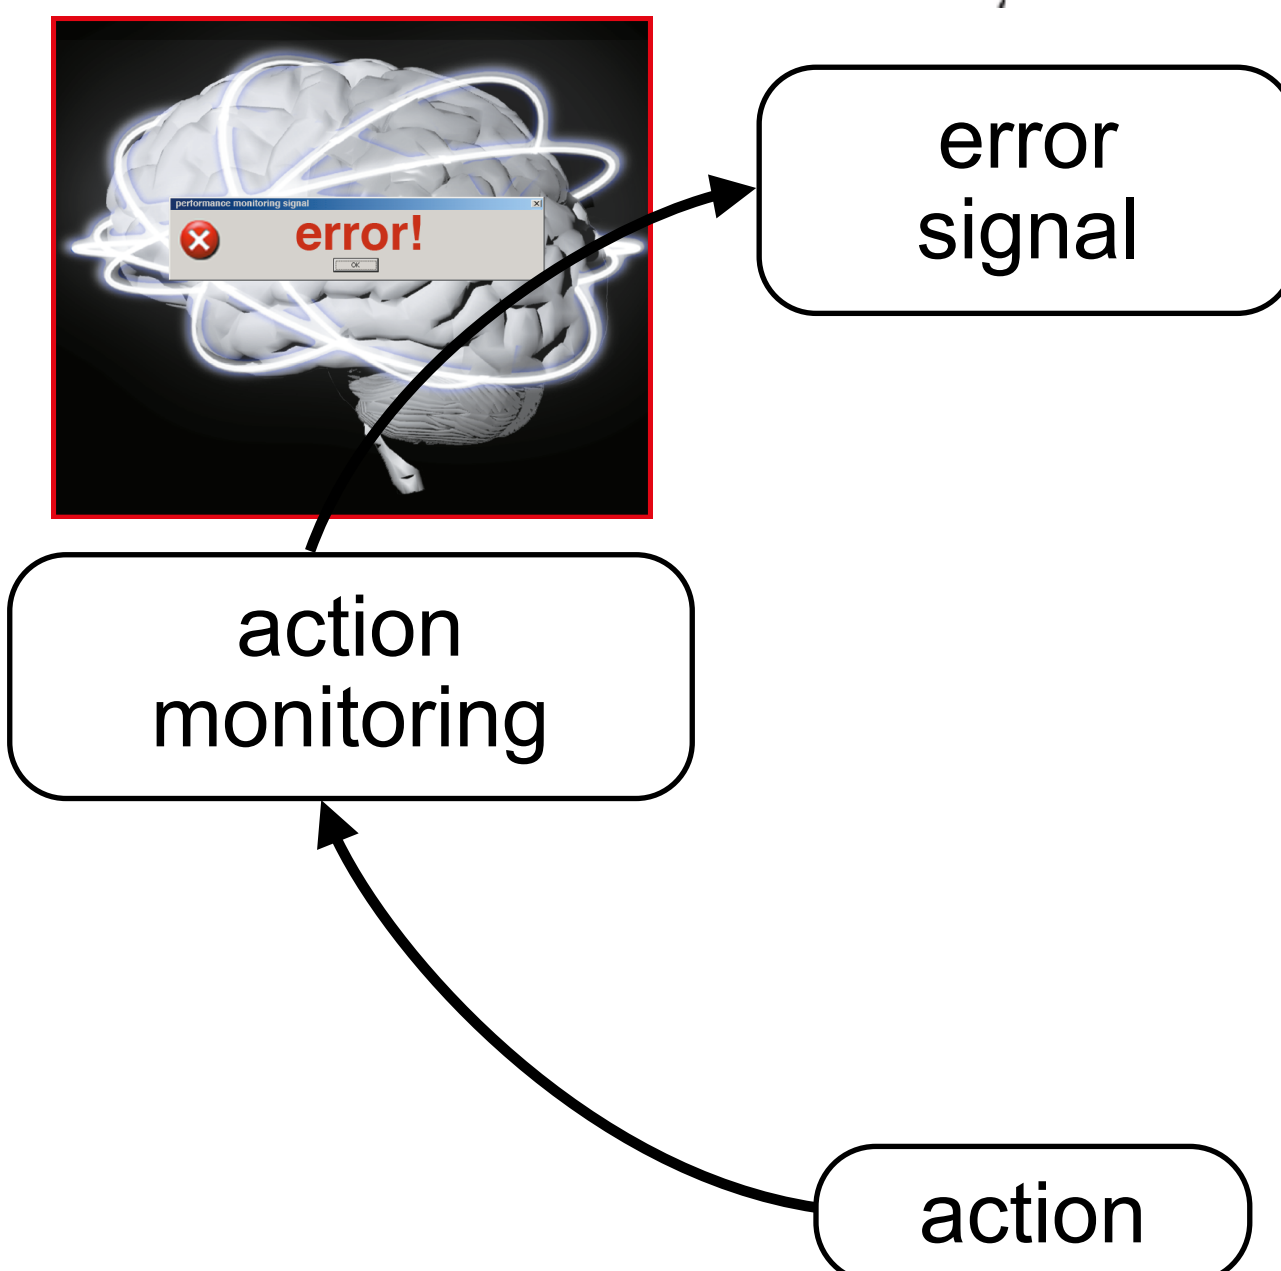 error
signal
performance monitoring signal
error!
OK
action
monitoring
action